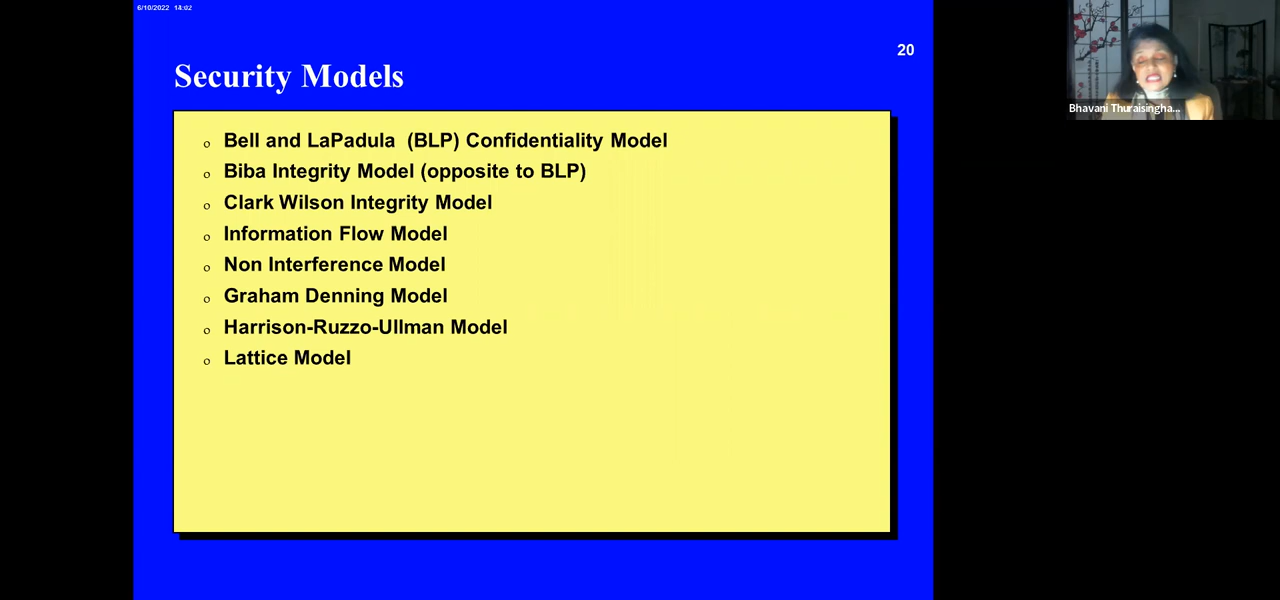 6/10/2022 14:02
20
Security Models
o Bell and LaPadula (BLP) Confidentiality Model
o Biba Integrity Model (opposite to BLP)
o Clark Wilson Integrity Model
o Information Flow Model
o Non Interference Model
o Graham Denning Model
o Harrison-Ruzzo-Ullman Model
o Lattice Model
Bhavani Thuraisingha...